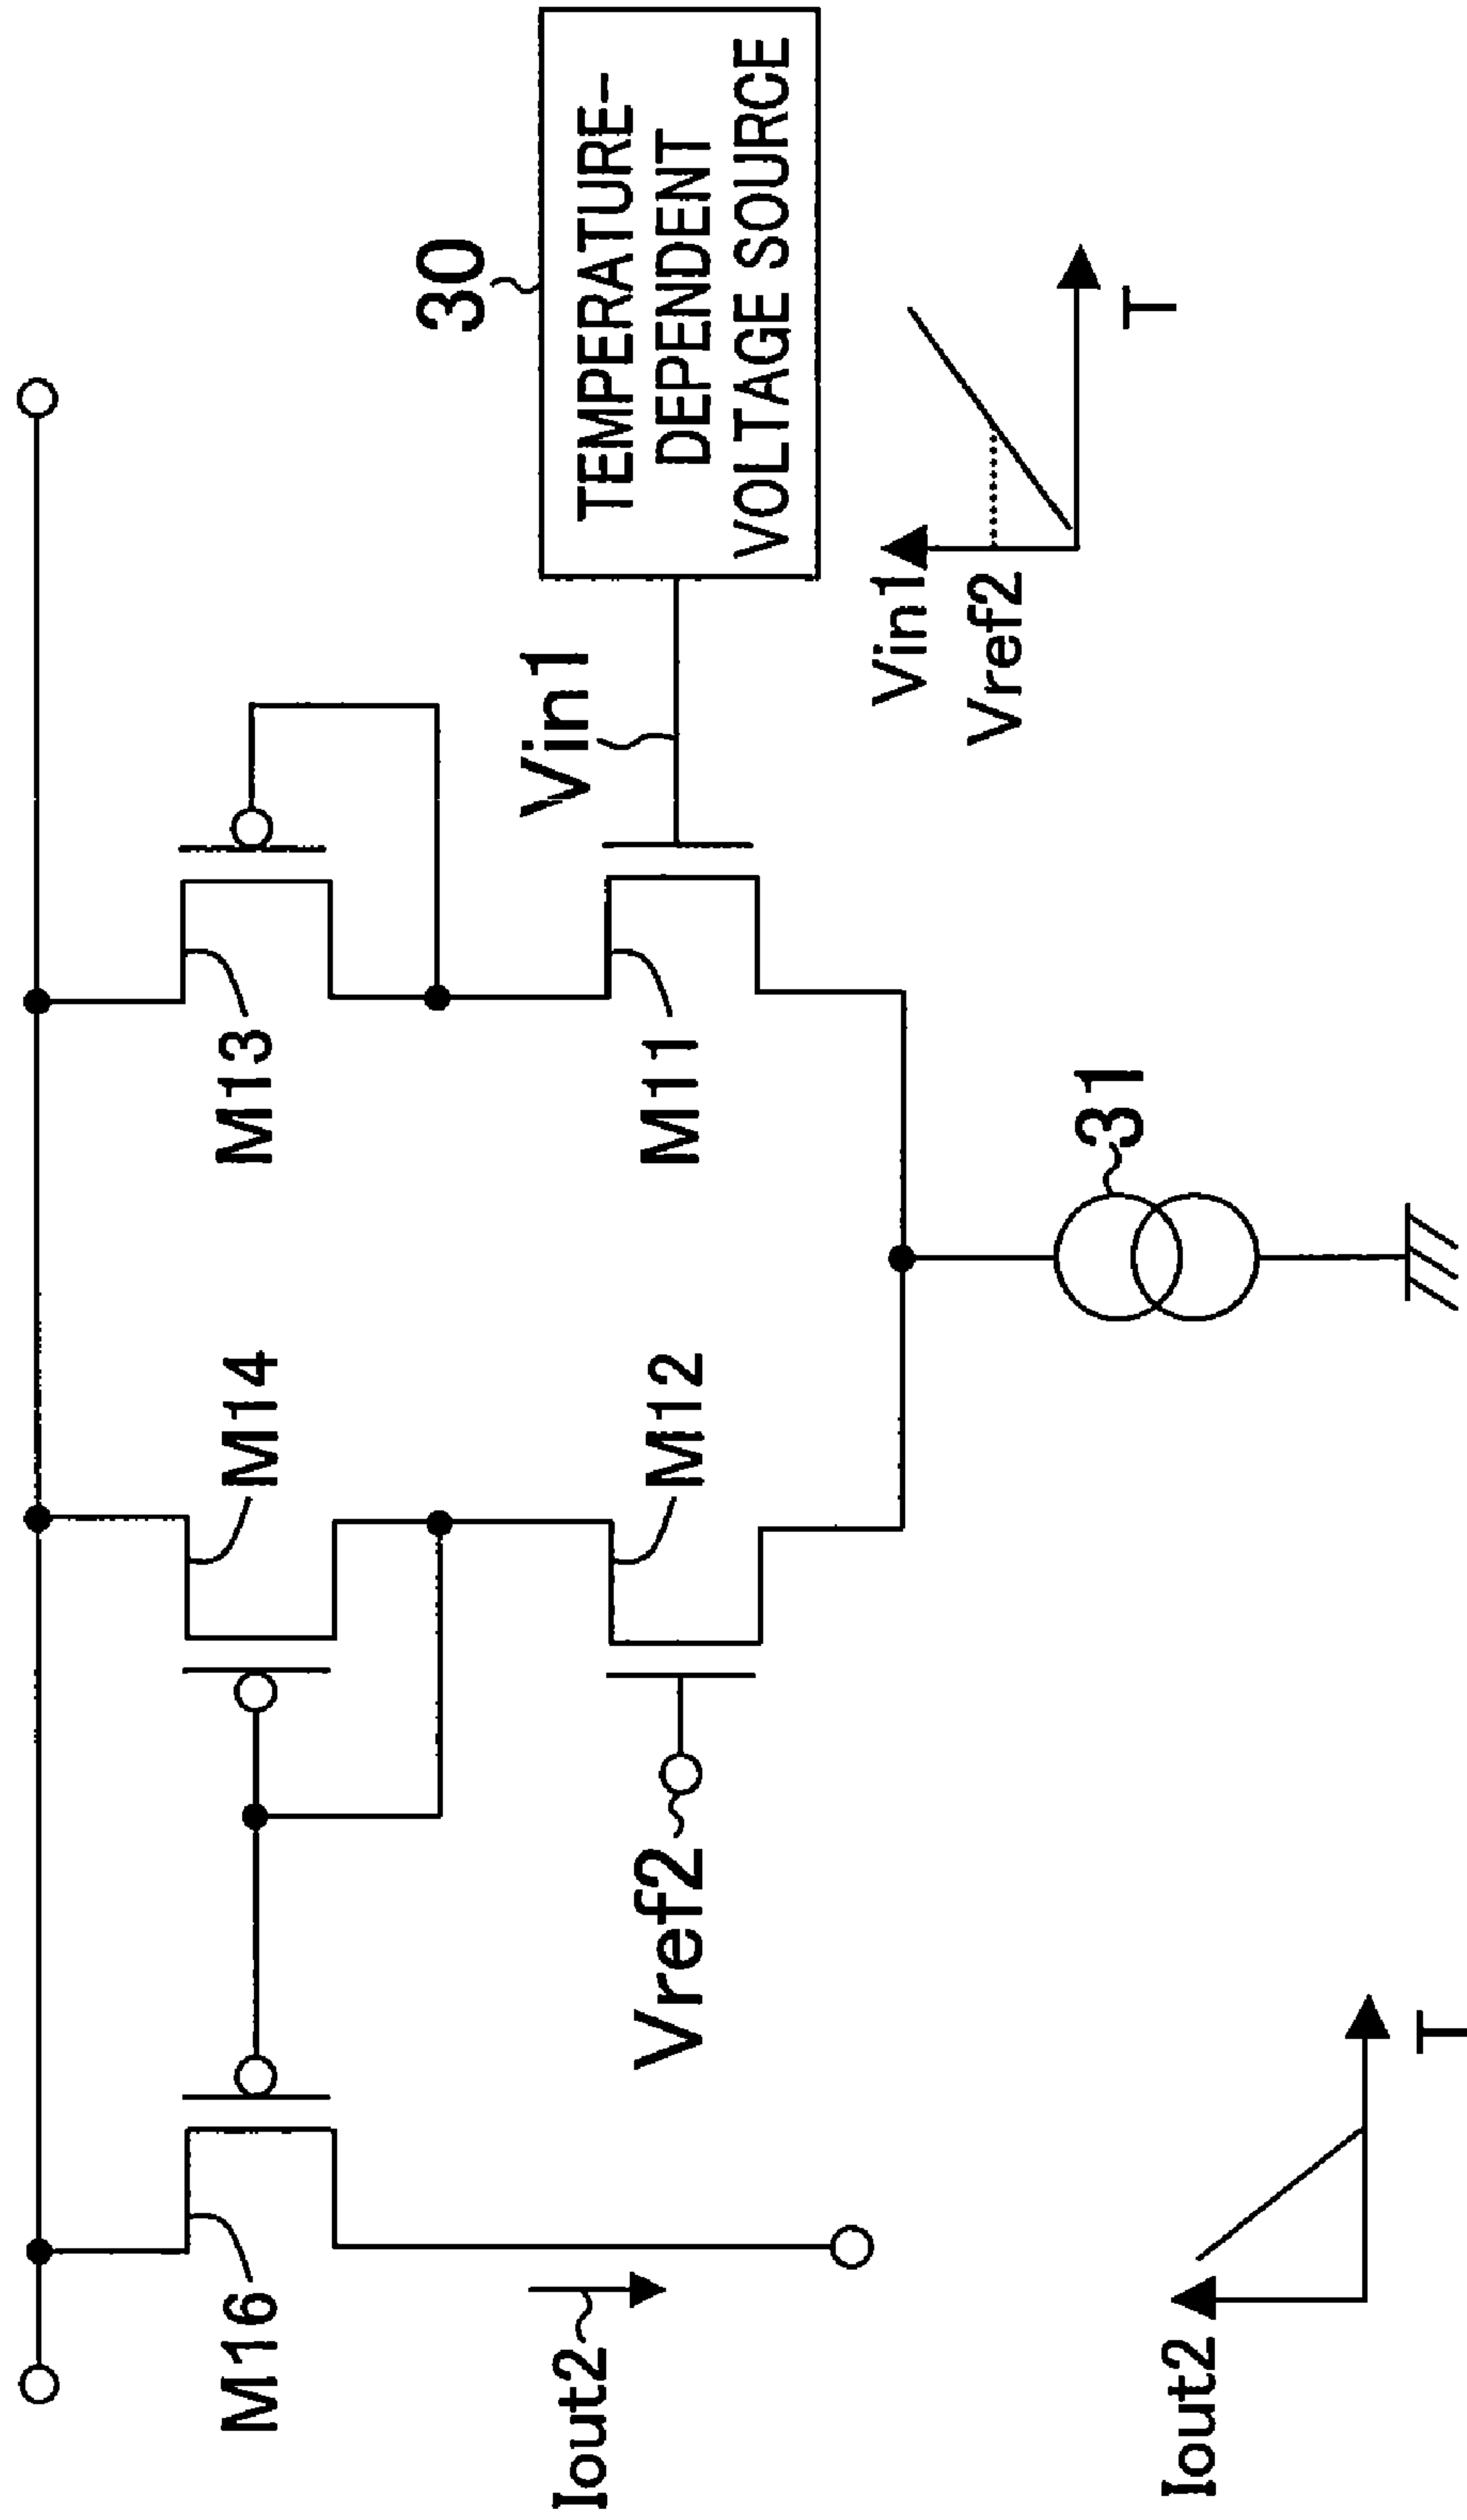 30
TEMPERATURE-
DEPENDENT
VOLTAGE SOURCE
M16
M14
M13
Iout2
Vref2
M12
M11
Vin1
Vin1
Vref2
T
31
Iout2
T